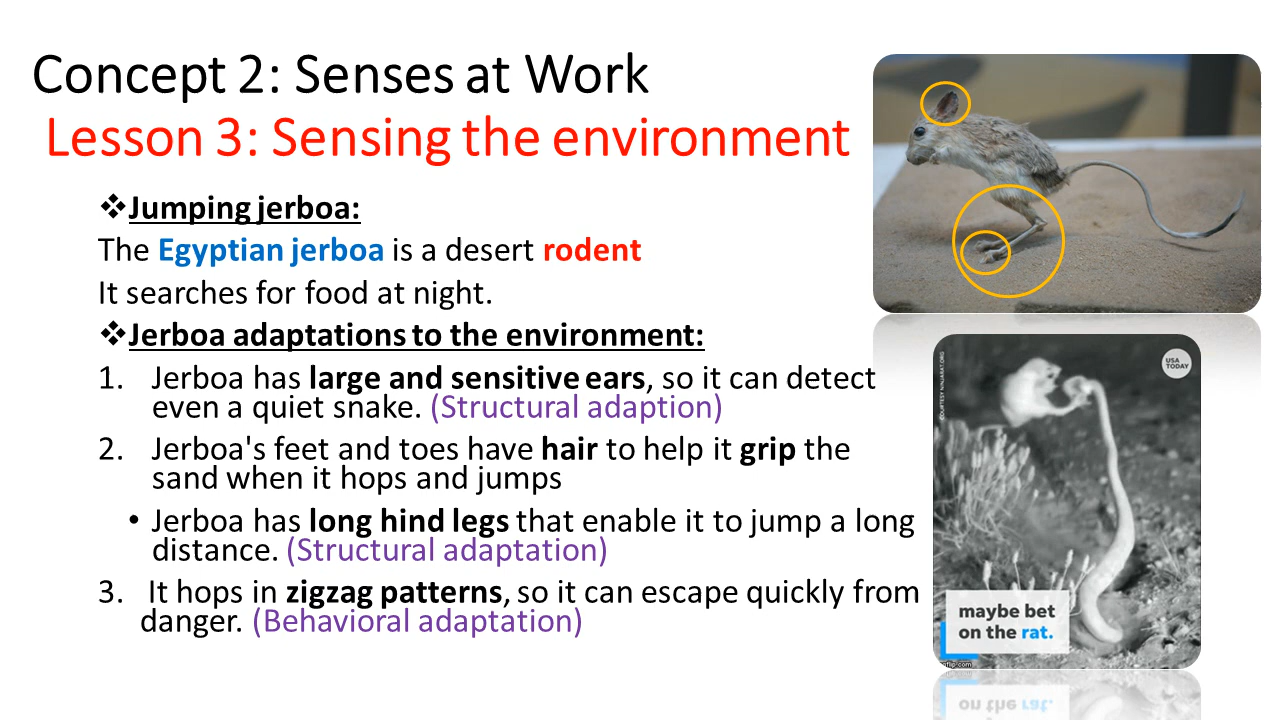 Concept 2: Senses at Work
Lesson 3: Sensing the environment
❖Jumping jerboa:
The Egyptian jerboa is a desert rodent
It searches for food at night.
❖Jerboa adaptations to the environment:
1. Jerboa has large and sensitive ears, so it can detect
even a quiet snake. (Structural adaption)
2. Jerboa's feet and toes have hair to help it grip the
sand when it hops and jumps
• Jerboa has long hind legs that enable it to jump a long
distance. (Structural adaptation)
3. It hops in zigzag patterns, so it can escape quickly from
danger. (Behavioral adaptation)
COURTESY NINJARAT.ORG
USA
TODAY
maybe bet
on the rat.